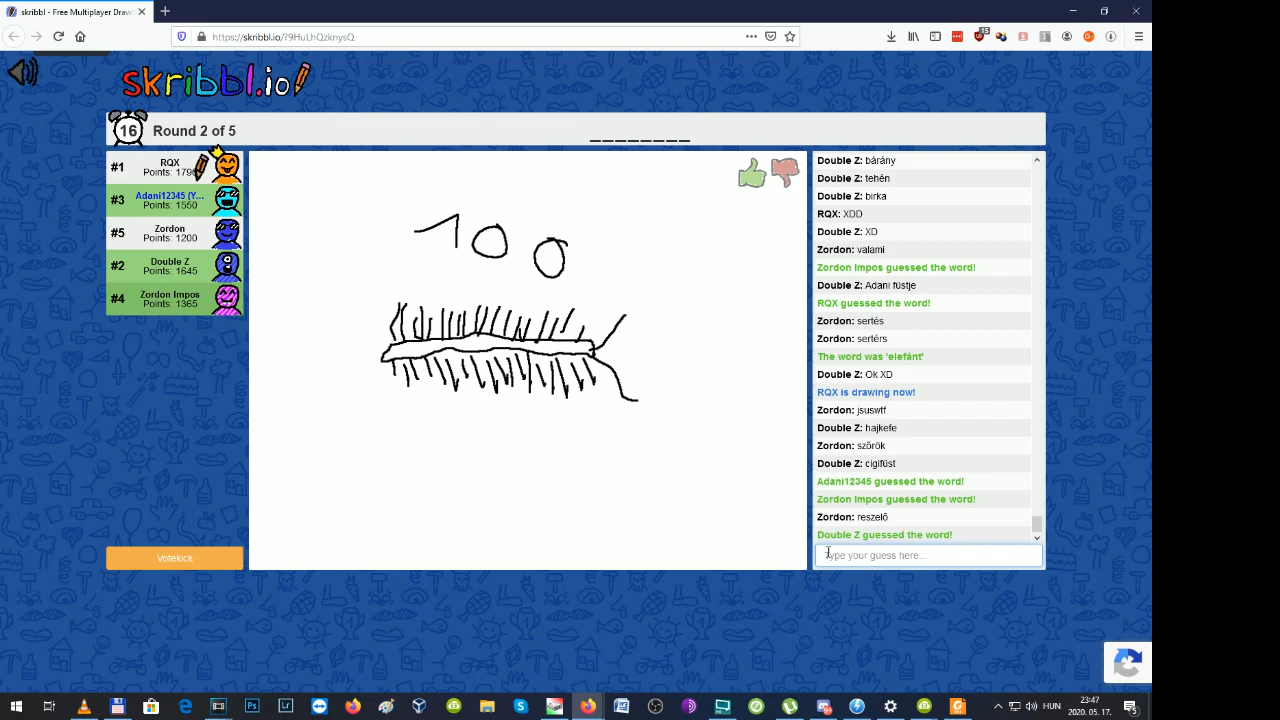 skribbl - Free Multiplayer Draw
https://skribbl.io/?9HuLhQzknysQ
15
skribbl.io
16
Round 2 of 5
#1
RQX
Points: 1796
#3
Adani12345 (Y...
Points: 1550
#5
Zordon
Points: 1200
#2
Double Z
Points: 1645
#4
Zordon Impos
Points: 1365
Votekick
100
Double Z: bárány
Double Z: tehén
Double Z: birka
RQX: XDD
Double Z: XD
Zordon: valami
Zordon Impos guessed the word!
Double Z: Adani füstje
RQX guessed the word!
Zordon: sertés
Zordon: sertérs
The word was 'elefánt'
Double Z: Ok XD
RQX is drawing now!
Zordon: jsuswtf
Double Z: hajkefe
Zordon: szőrök
Double Z: cigifüst
Adani12345 guessed the word!
Zordon Impos guessed the word!
Zordon: reszelő
Double Z guessed the word!
Type your guess here...
HUN
23:47
2020. 05. 17.